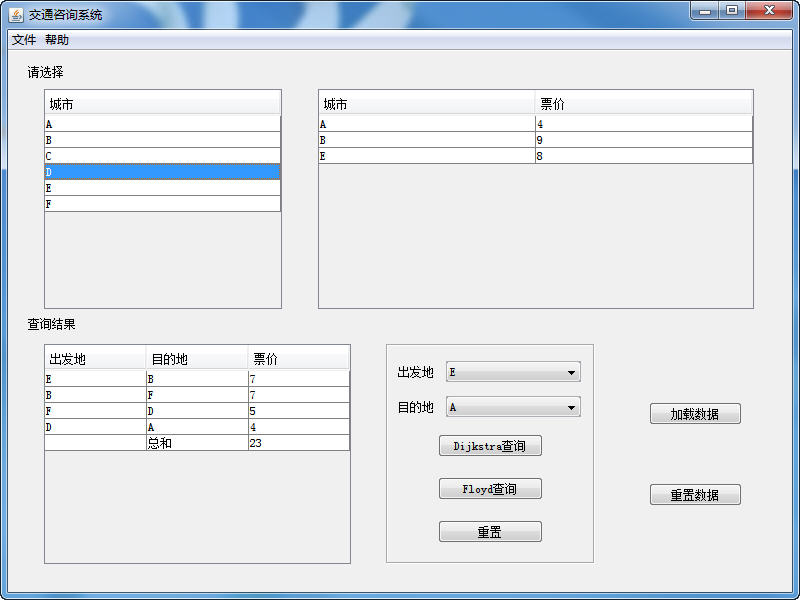 交通咨询系统
文件 帮助
请选择
城市
A
B
C
D
E
F
城市 票价
A 4
B 9
E 8
查询结果
出发地 目的地 票价
E B 7
B F 7
F D 5
D A 4
总和 23
出发地 E
目的地 A
Dijkstra查询
Floyd查询
重置
加载数据
重置数据